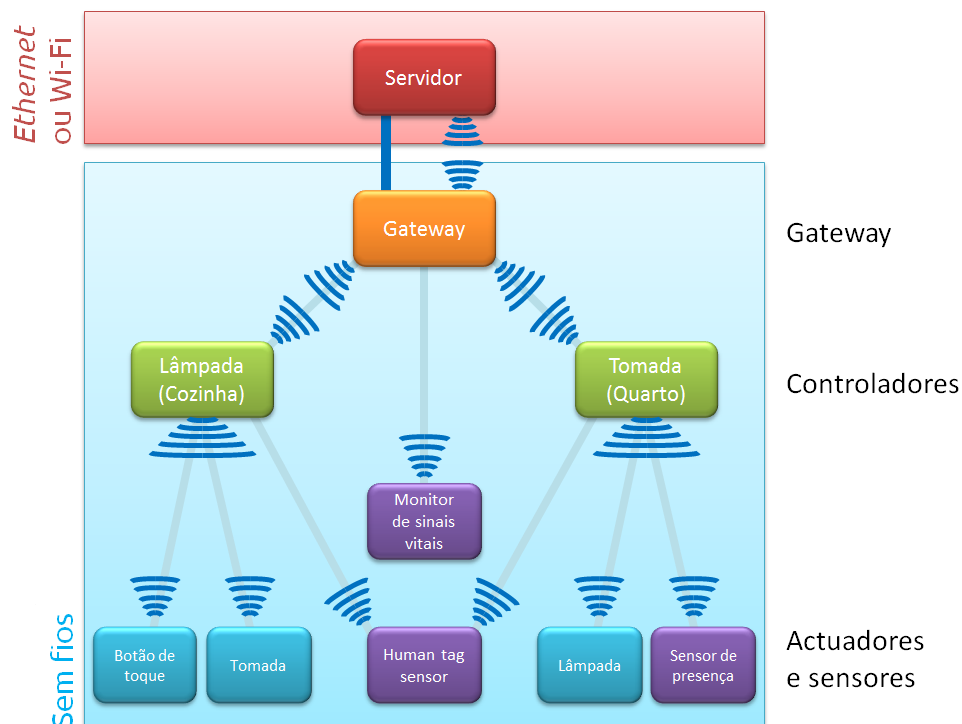 Ethernet
ou Wi-Fi
Servidor
Gateway
Gateway
Lâmpada
(Cozinha)
Tomada
(Quarto)
Controladores
Monitor
de sinais
vitais
Sem fios
Botão de
toque
Tomada
Human tag
sensor
Lâmpada
Sensor de
presença
Actuadores
e sensores